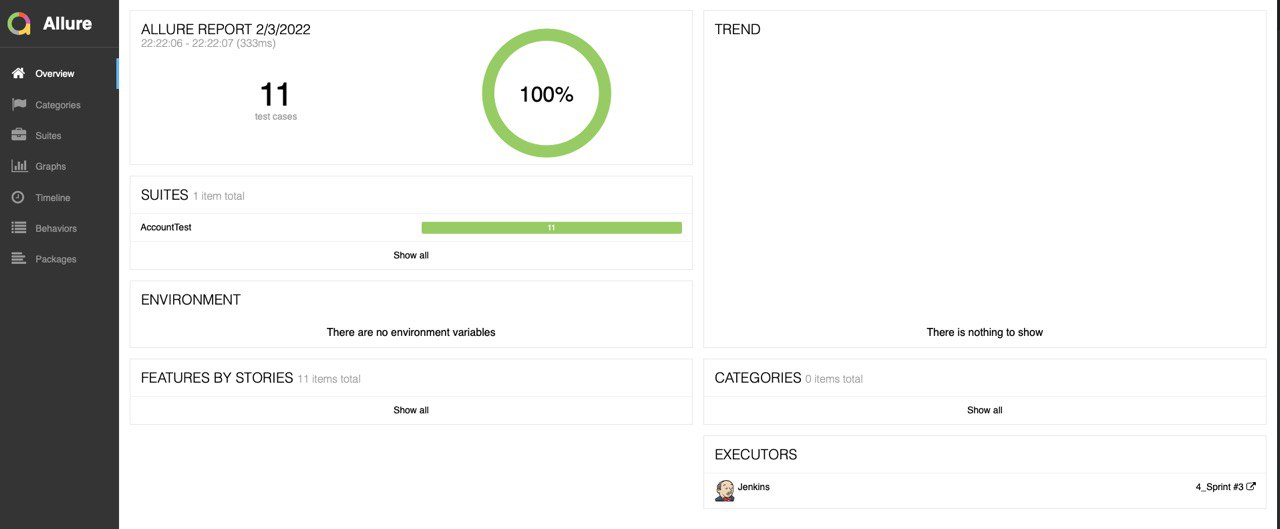 Allure
Overview
Categories
Suites
Graphs
Timeline
Behaviors
Packages
ALLURE REPORT 2/3/2022
22:22:06 - 22:22:07 (333ms)
11
test cases
100%
SUITES 1 item total
AccountTest 11
Show all
ENVIRONMENT
There are no environment variables
FEATURES BY STORIES 11 items total
Show all
TREND
There is nothing to show
CATEGORIES 0 items total
Show all
EXECUTORS
Jenkins 4_Sprint #3